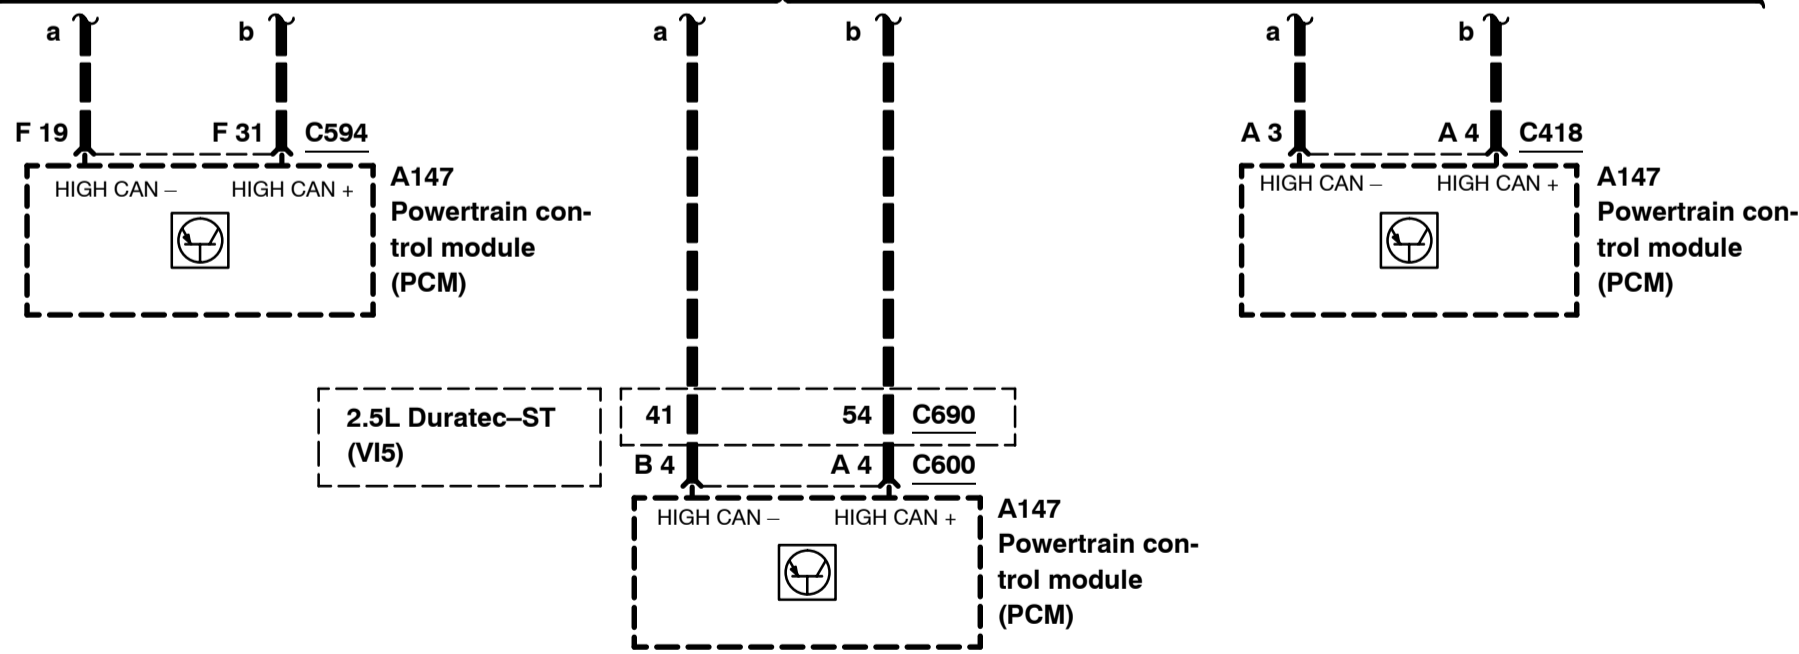 a b a b a b
F 19 F 31 C594
HIGH CAN – HIGH CAN +
A147
Powertrain con-
trol module
(PCM)
2.5L Duratec–ST
(VI5)
41 54 C690
B 4 A 4 C600
HIGH CAN – HIGH CAN +
A147
Powertrain con-
trol module
(PCM)
A 3 A 4 C418
HIGH CAN – HIGH CAN +
A147
Powertrain con-
trol module
(PCM)